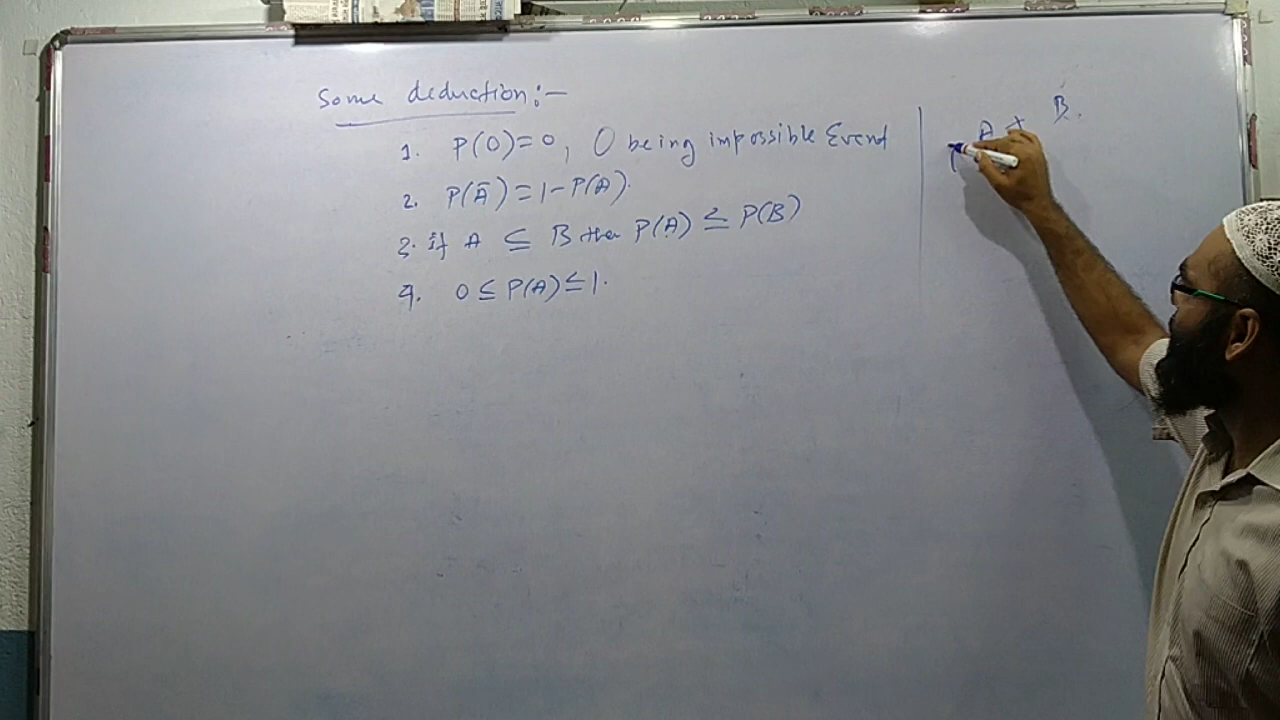 Some deduction:-
1. P(O)=0, O being impossible Event
2. P(Ā)=1-P(A).
3. if A ⊆ B then P(A) ≤ P(B)
4. 0 ≤ P(A) ≤ 1.
A + B.